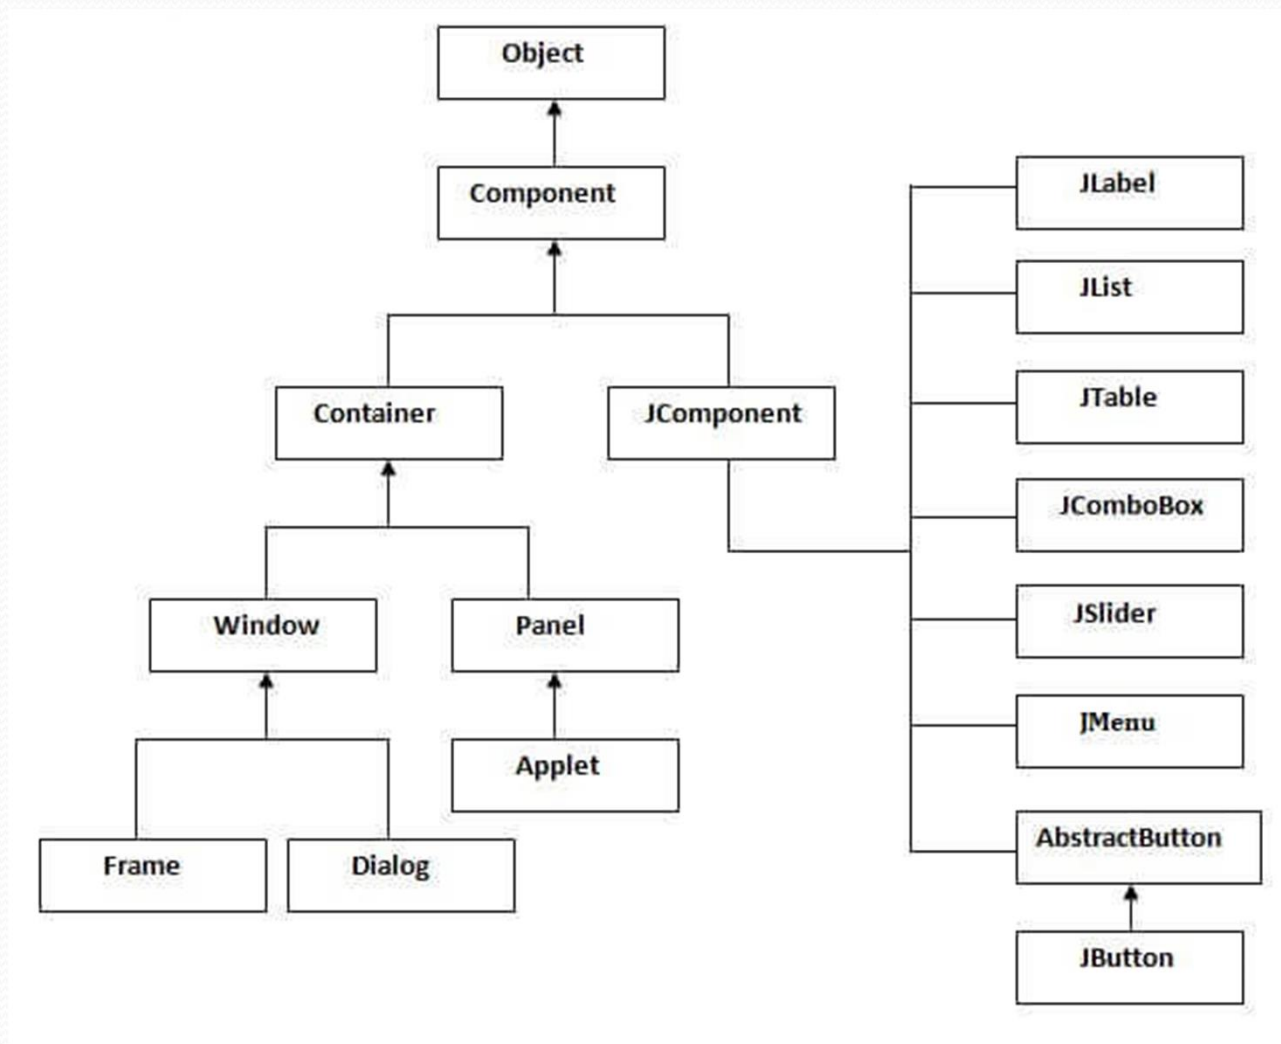 Object
Component
Container
JComponent
Window
Panel
Applet
Frame
Dialog
JLabel
JList
JTable
JComboBox
JSlider
JMenu
AbstractButton
JButton